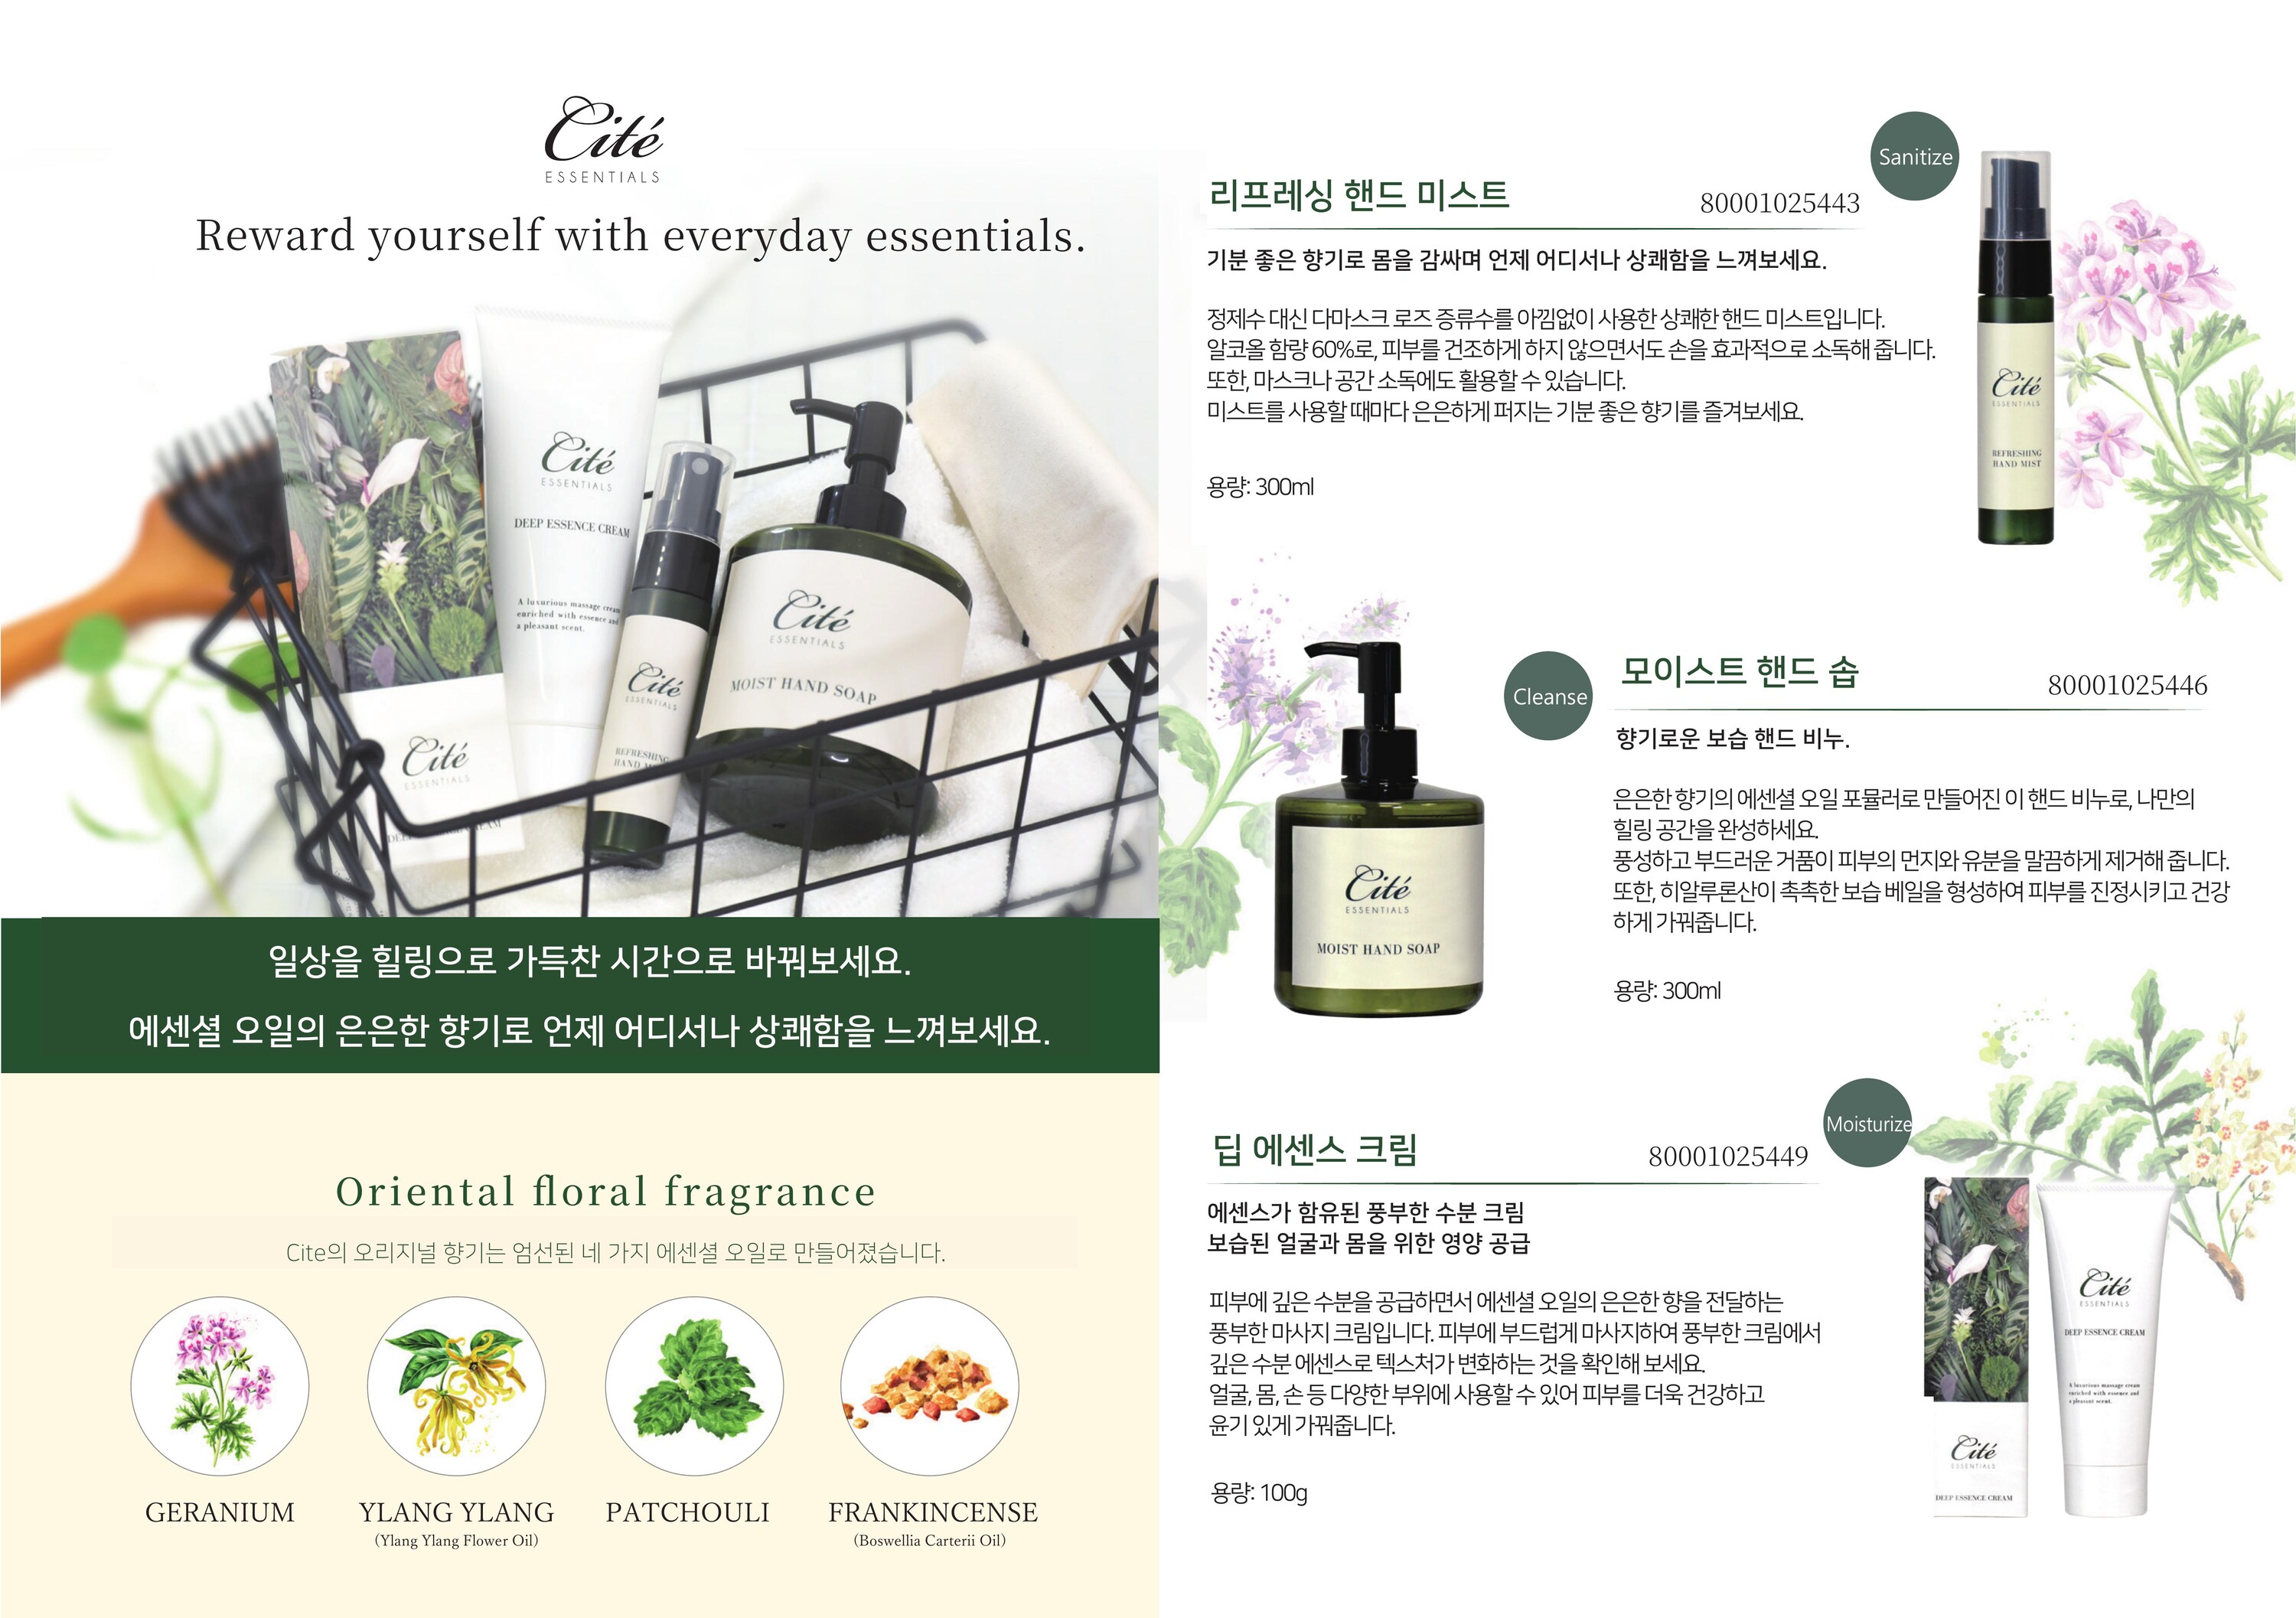 Cité
ESSENTIALS
Reward yourself with everyday essentials.
Cité
ESSENTIALS
DEEP ESSENCE CREAM
A luxurious massage cream
enriched with essence and
a pleasant scent.
Cité
ESSENTIALS
REFRESHING
HAND
Cité
ESSENTIALS
MOIST HAND SOAP
Cité
ESSENTIALS
일상을 힐링으로 가득찬 시간으로 바꿔보세요.
에센셜 오일의 은은한 향기로 언제 어디서나 상쾌함을 느껴보세요.
Oriental floral fragrance
Cite의 오리지널 향기는 엄선된 네 가지 에센셜 오일로 만들어졌습니다.
GERANIUM
YLANG YLANG
(Ylang Ylang Flower Oil)
PATCHOULI
FRANKINCENSE
(Boswellia Carterii Oil)
리프레싱 핸드 미스트
80001025443
Sanitize
기분 좋은 향기로 몸을 감싸며 언제 어디서나 상쾌함을 느껴보세요.
정제수 대신 다마스크 로즈 증류수를 아낌없이 사용한 상쾌한 핸드 미스트입니다.
알코올 함량 60%로, 피부를 건조하게 하지 않으면서도 손을 효과적으로 소독해 줍니다.
또한, 마스크나 공간 소독에도 활용할 수 있습니다.
미스트를 사용할 때마다 은은하게 퍼지는 기분 좋은 향기를 즐겨보세요.
용량: 300ml
Cité
ESSENTIALS
REFRESHING
HAND MIST
Cité
ESSENTIALS
MOIST HAND SOAP
Cleanse
모이스트 핸드 솝
80001025446
향기로운 보습 핸드 비누.
은은한 향기의 에센셜 오일 포뮬러로 만들어진 이 핸드 비누로, 나만의
힐링 공간을 완성하세요.
풍성하고 부드러운 거품이 피부의 먼지와 유분을 말끔하게 제거해 줍니다.
또한, 히알루론산이 촉촉한 보습 베일을 형성하여 피부를 진정시키고 건강
하게 가꿔줍니다.
용량: 300ml
딥 에센스 크림
80001025449
Moisturize
에센스가 함유된 풍부한 수분 크림
보습된 얼굴과 몸을 위한 영양 공급
피부에 깊은 수분을 공급하면서 에센셜 오일의 은은한 향을 전달하는
풍부한 마사지 크림입니다. 피부에 부드럽게 마사지하여 풍부한 크림에서
깊은 수분 에센스로 텍스처가 변화하는 것을 확인해 보세요.
얼굴, 몸, 손 등 다양한 부위에 사용할 수 있어 피부를 더욱 건강하고
윤기 있게 가꿔줍니다.
용량: 100g
Cité
ESSENTIALS
DEEP ESSENCE CREAM
Cité
ESSENTIALS
DEEP ESSENCE CREAM
A luxurious massage cream
enriched with essence and
a pleasant scent.